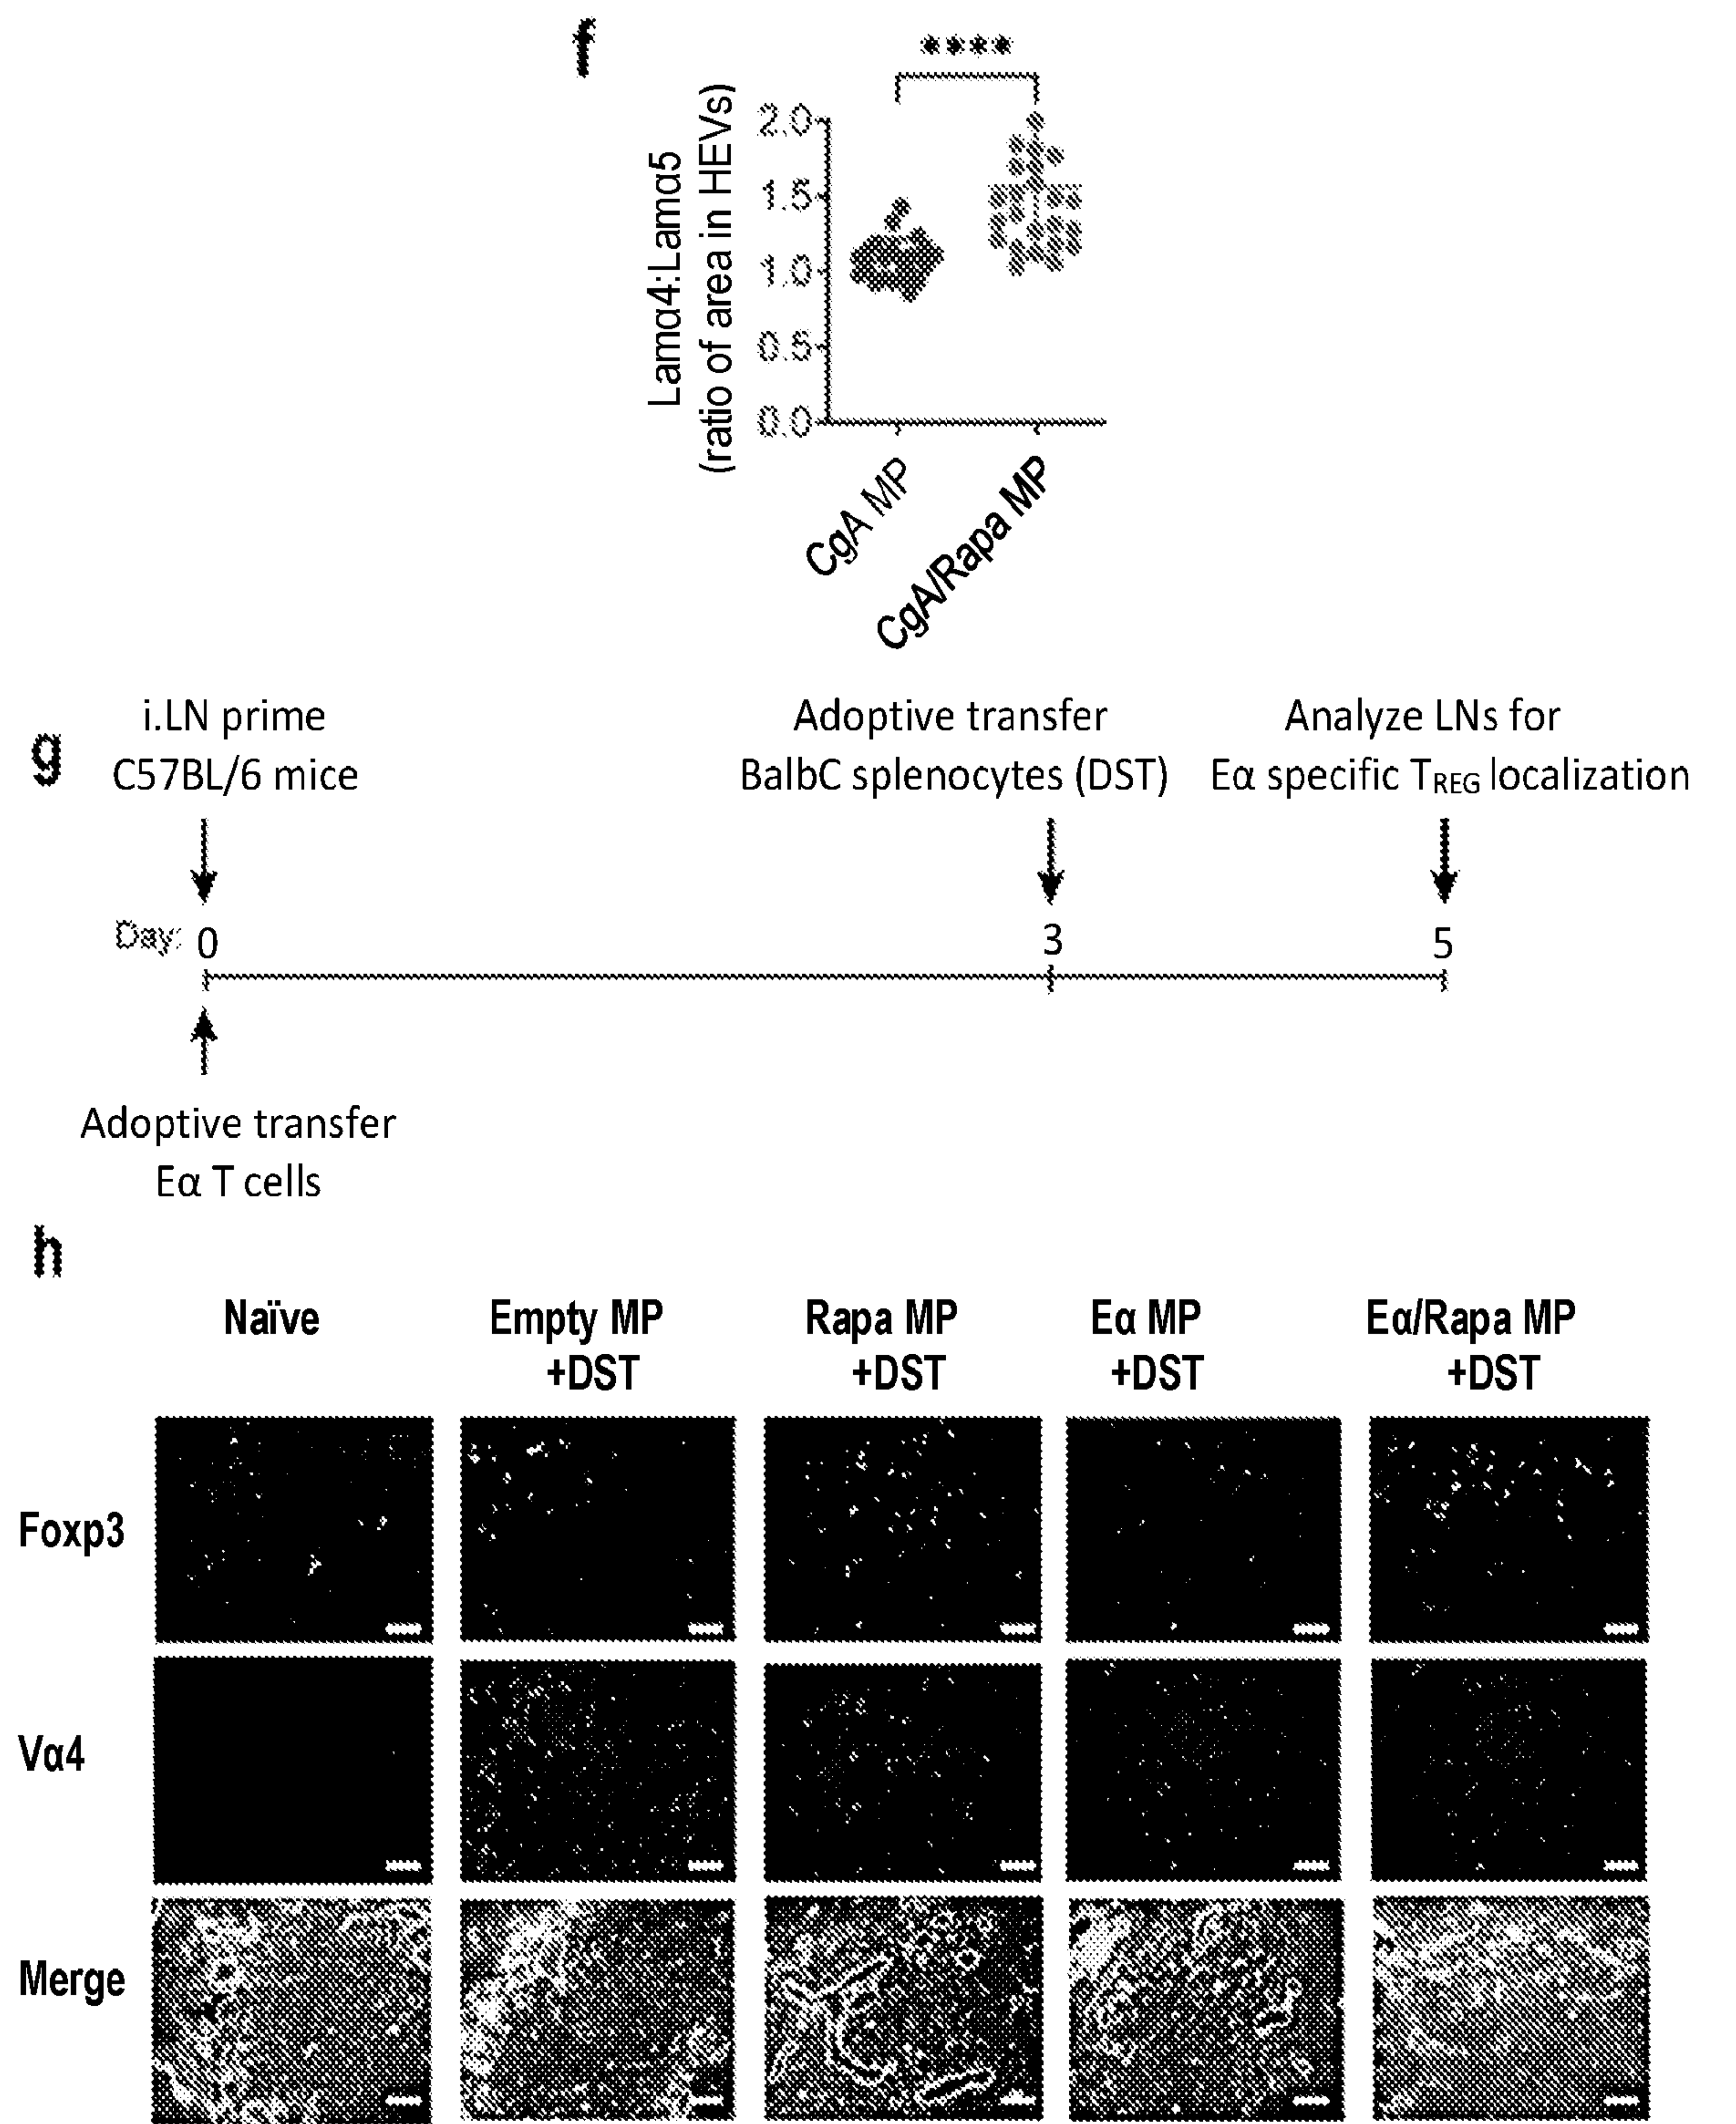 f
****
Lamα4:Lamα5
(ratio of area in HEVs)
2.0
1.5
1.0
0.5
0.0
CgA MP
CgA/Rapa MP
g
i.LN prime
C57BL/6 mice
Adoptive transfer
BalbC splenocytes (DST)
Analyze LNs for
Eα specific TREG localization
Day: 0 3 5
Adoptive transfer
Eα T cells
h
Naïve
Empty MP
+DST
Rapa MP
+DST
Eα MP
+DST
Eα/Rapa MP
+DST
Foxp3
Vα4
Merge